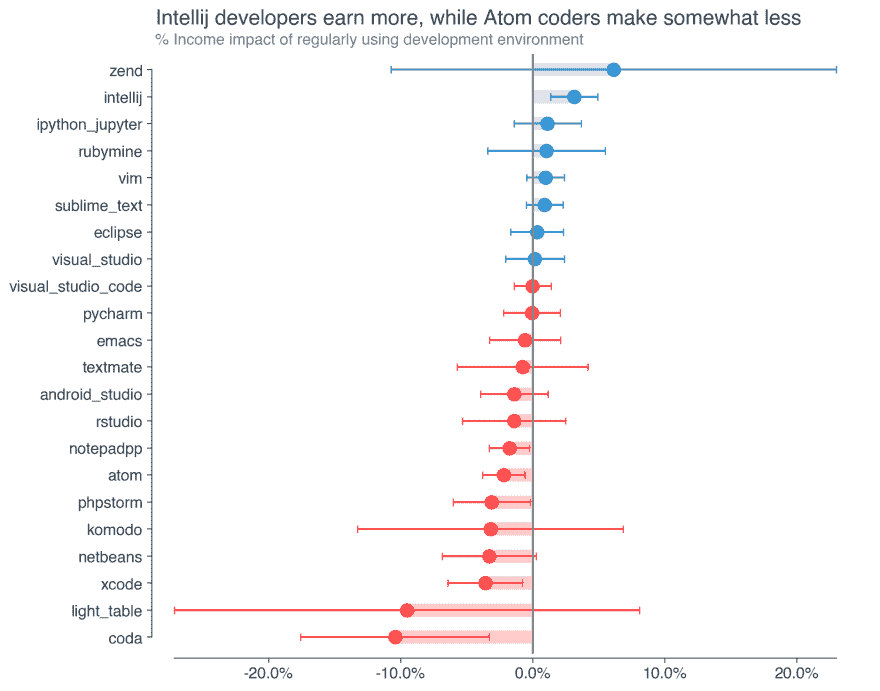 Intellij developers earn more, while Atom coders make somewhat less
% Income impact of regularly using development environment
zend
intellij
ipython_jupyter
rubymine
vim
sublime_text
eclipse
visual_studio
visual_studio_code
pycharm
emacs
textmate
android_studio
rstudio
notepadpp
atom
phpstorm
komodo
netbeans
xcode
light_table
coda
-20.0% -10.0% 0.0% 10.0% 20.0%